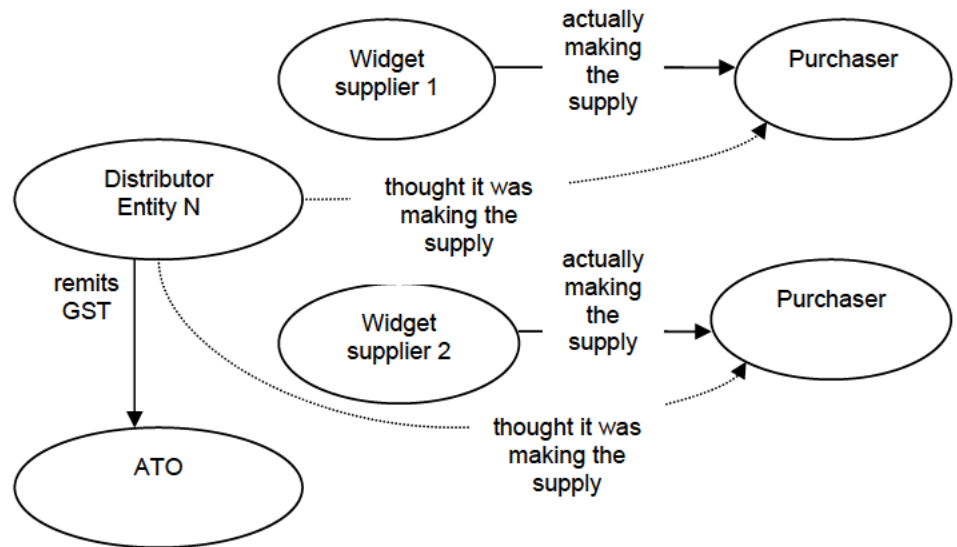 Widget
supplier 1
actually
making
the
supply
Purchaser
Distributor
Entity N
thought it was
making the
supply
remits
GST
Widget
supplier 2
actually
making
the
supply
Purchaser
thought it was
making the
supply
ATO